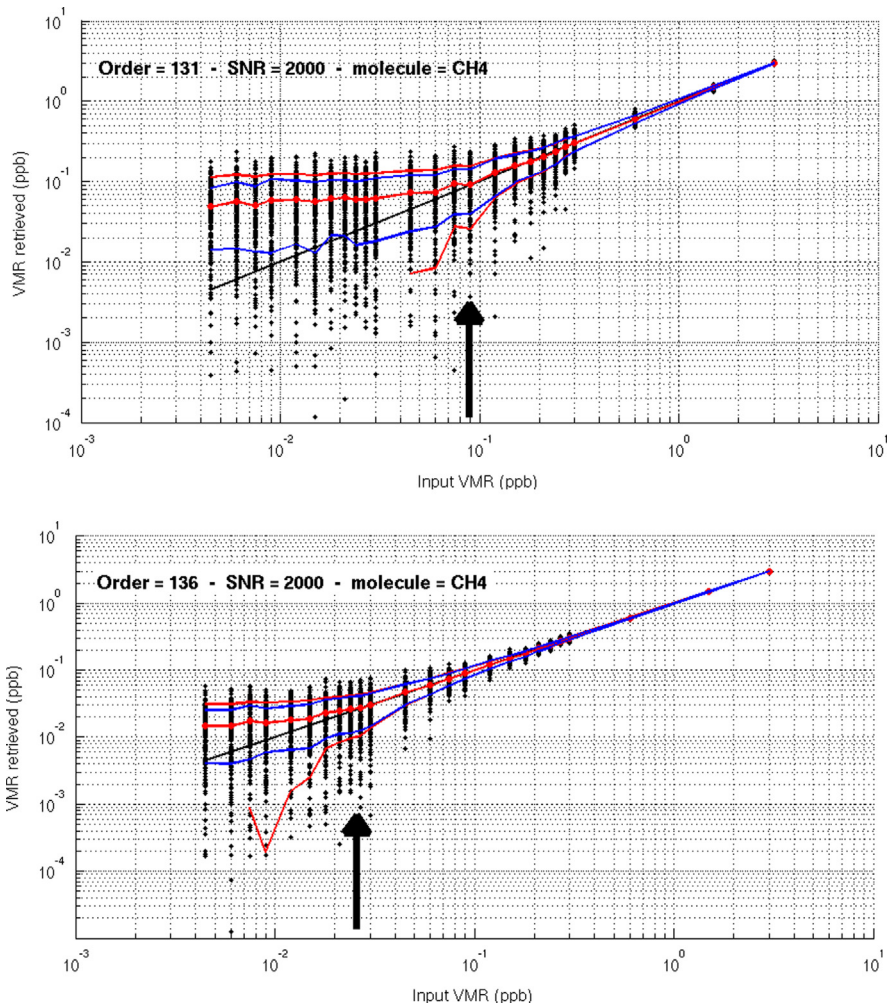 10^1
Order = 131 - SNR = 2000 - molecule = CH4
10^0
10^-1
10^-2
10^-3
10^-4
VMR retrieved (ppb)
10^-3 10^-2 10^-1 10^0 10^1
Input VMR (ppb)
10^1
Order = 136 - SNR = 2000 - molecule = CH4
10^0
10^-1
10^-2
10^-3
10^-4
VMR retrieved (ppb)
10^-3 10^-2 10^-1 10^0 10^1
Input VMR (ppb)